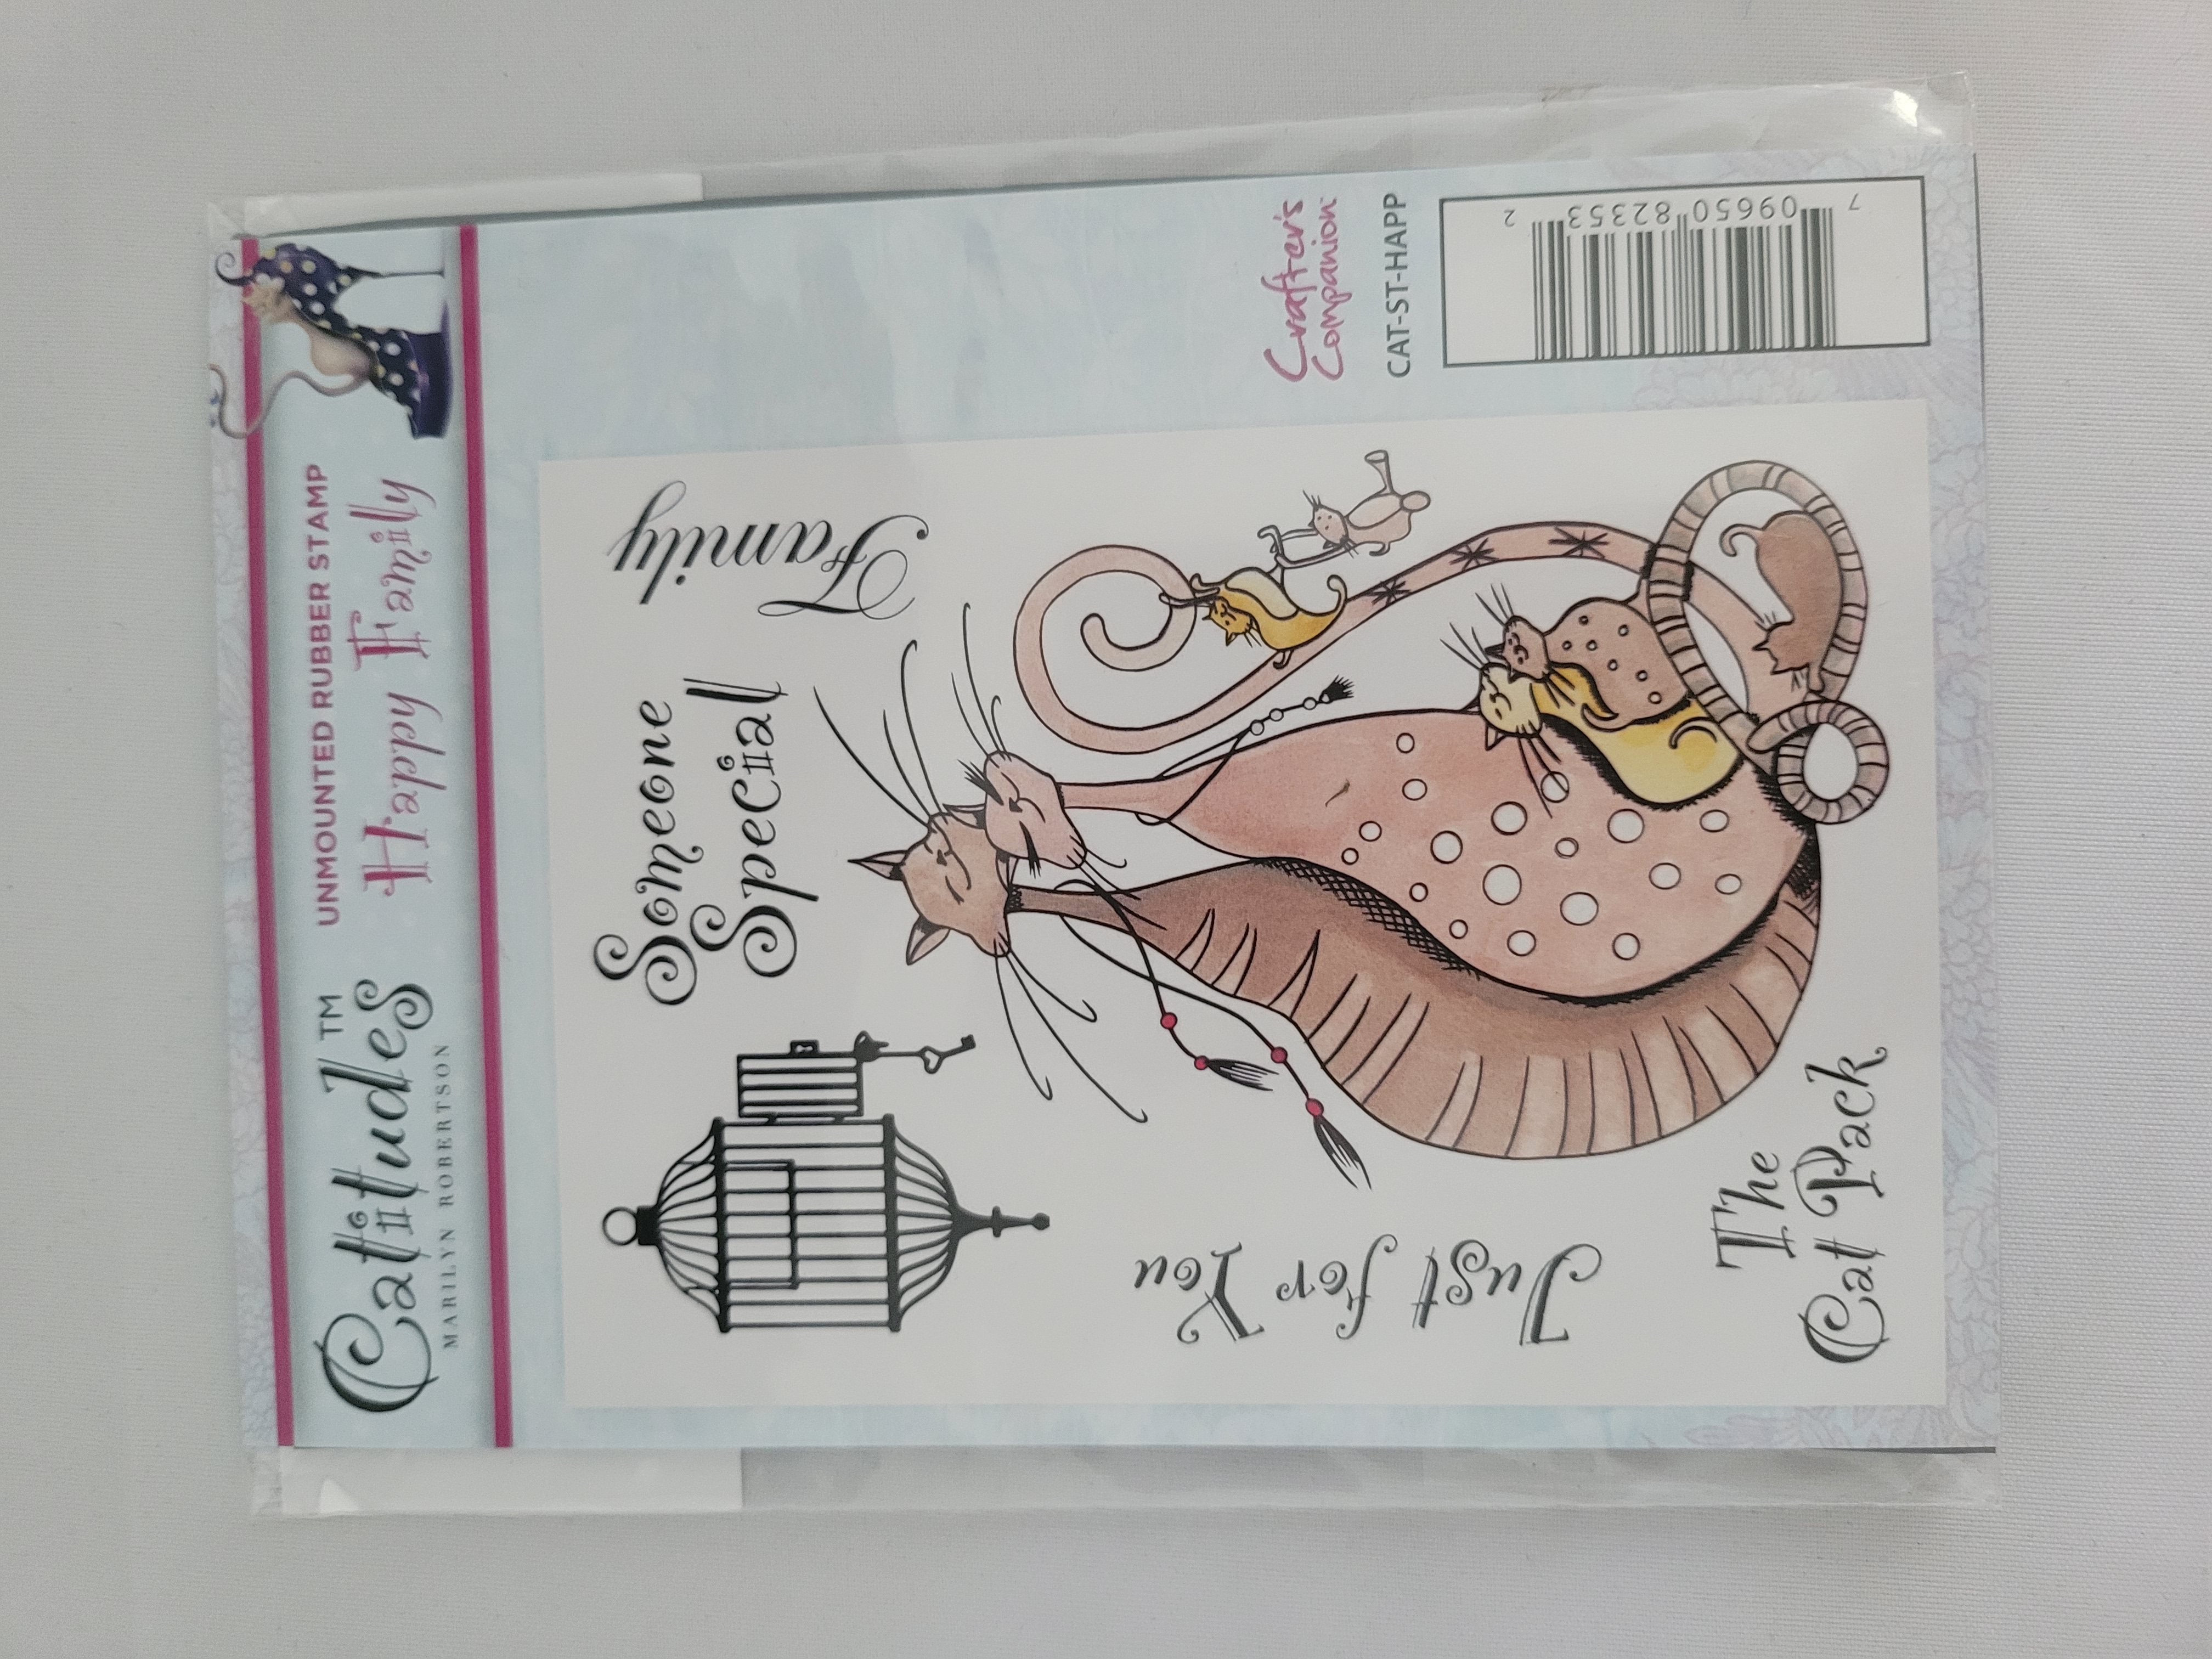 Catitudes™
MARILYN ROBERTSON
UNMOUNTED RUBBER STAMP
Happy Family
Someone
Special
Family
Just for You
The
Cat Pack
Crafter's
Companion™
CAT-ST-HAPP
7 09650 82353 2